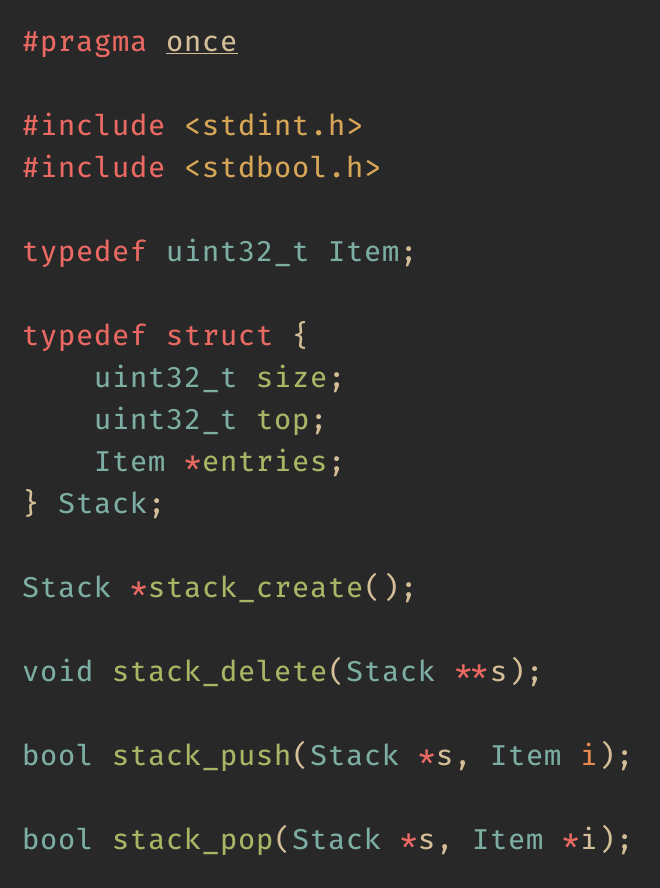 #pragma once
#include <stdint.h>
#include <stdbool.h>
typedef uint32_t Item;
typedef struct {
    uint32_t size;
    uint32_t top;
    Item *entries;
} Stack;
Stack *stack_create();
void stack_delete(Stack **s);
bool stack_push(Stack *s, Item i);
bool stack_pop(Stack *s, Item *i);